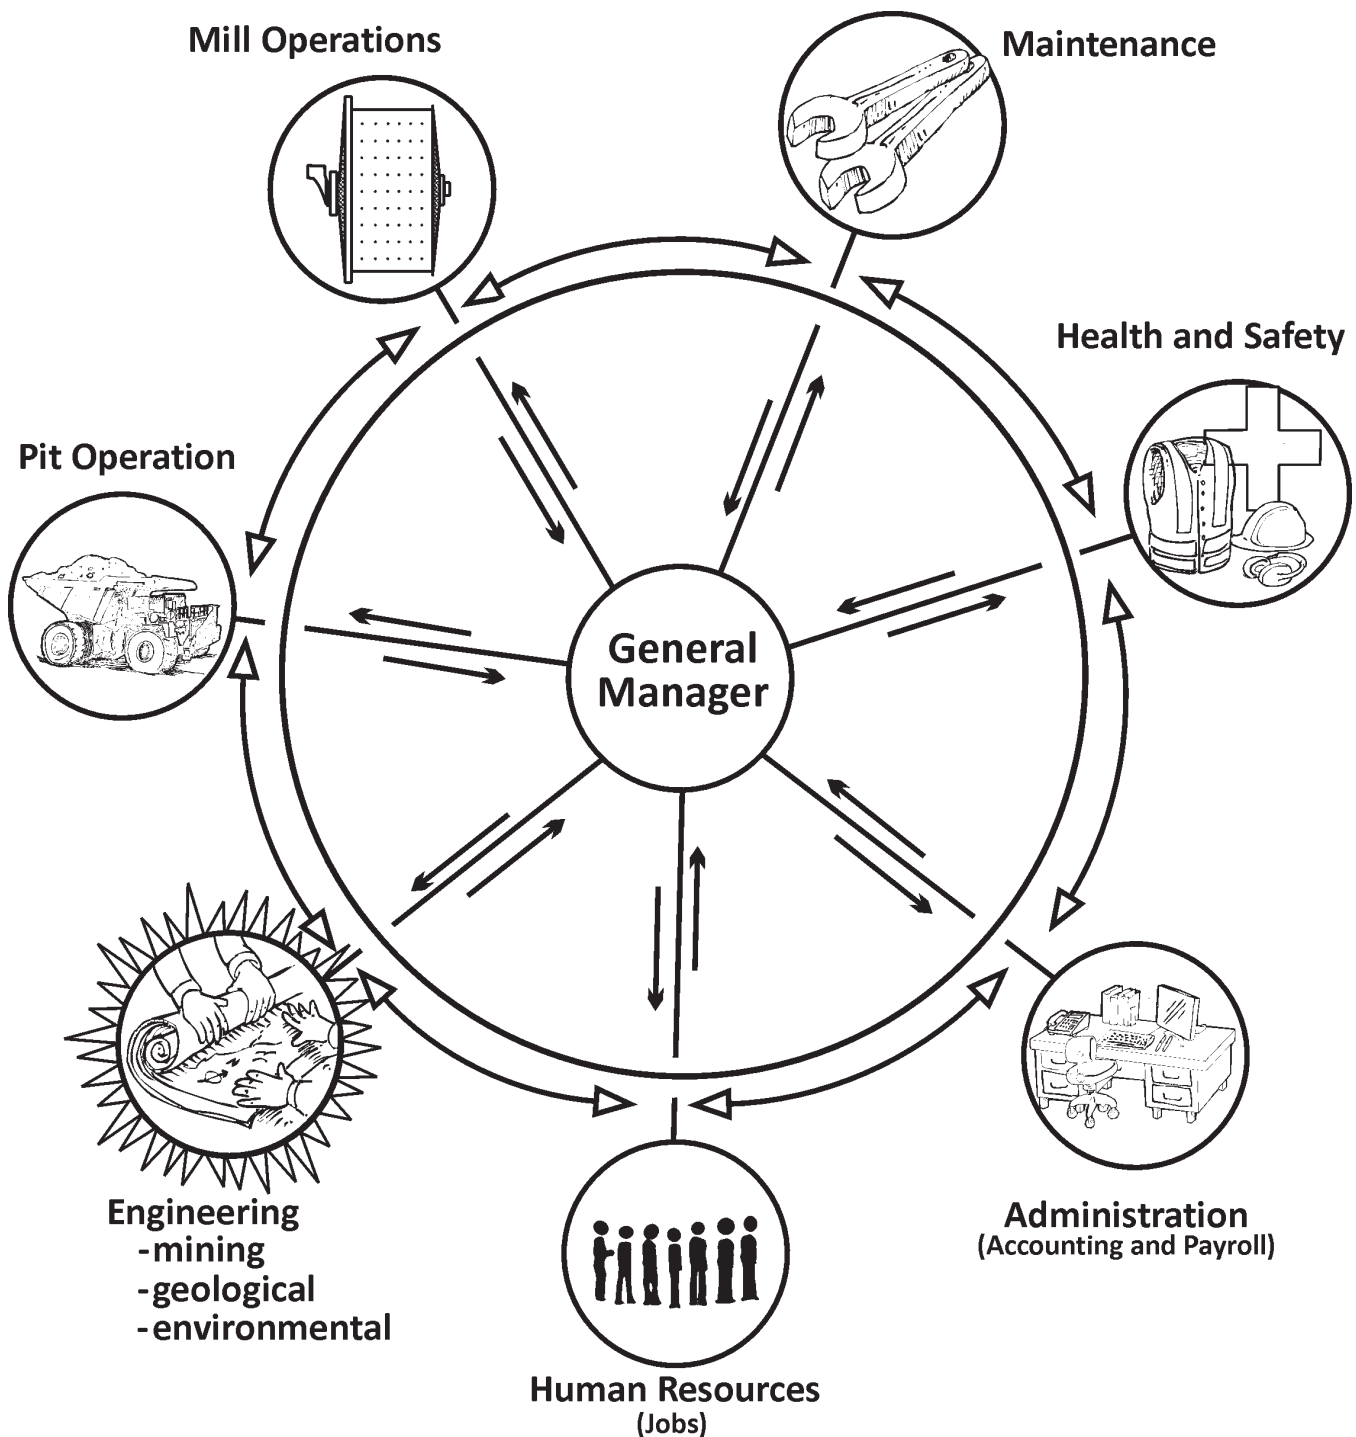 Mill Operations
Maintenance
Health and Safety
Pit Operation
General
Manager
Engineering
-mining
-geological
-environmental
Administration
(Accounting and Payroll)
Human Resources
(Jobs)